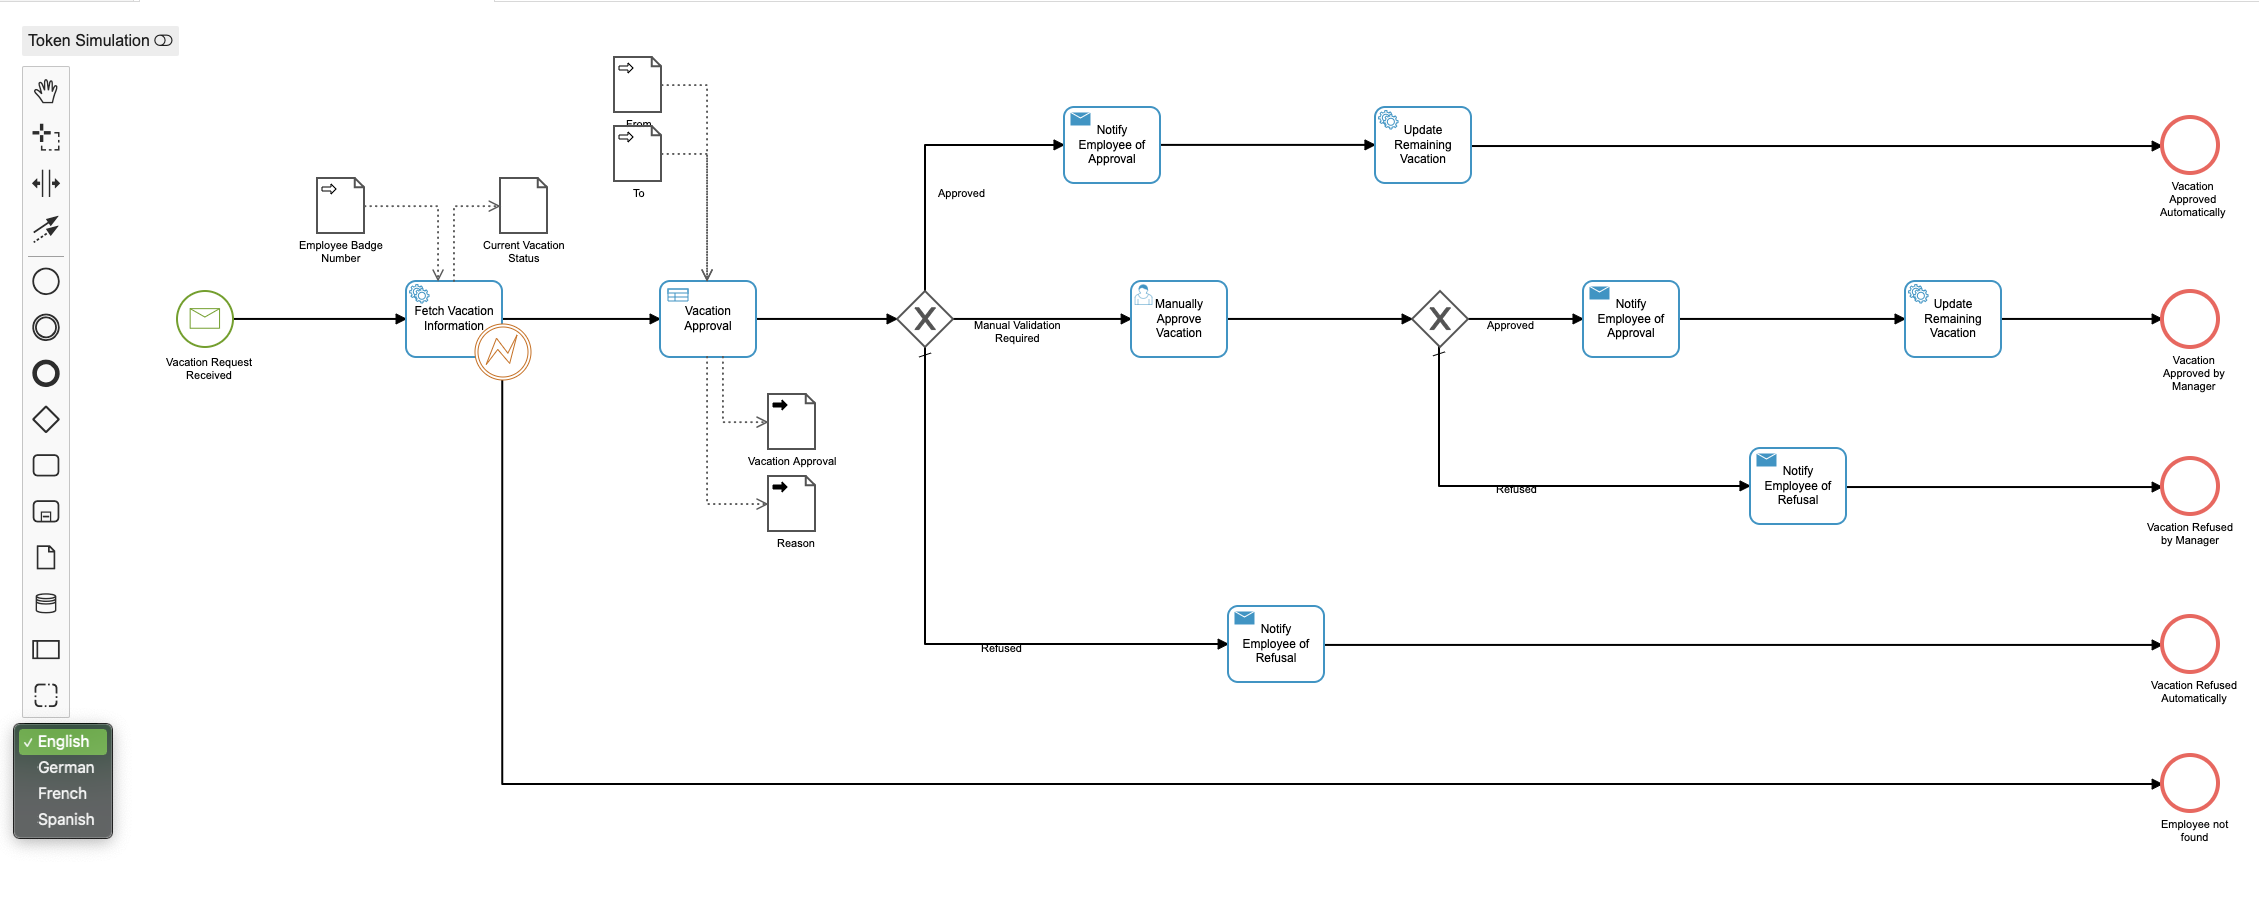 Token Simulation
From
To
Employee Badge
Number
Current Vacation
Status
Vacation Request
Received
Fetch Vacation
Information
Vacation
Approval
Vacation Approval
Reason
Approved
Notify
Employee of
Approval
Update
Remaining
Vacation
Vacation
Approved
Automatically
X
Manual Validation
Required
Manually
Approve
Vacation
X
Approved
Notify
Employee of
Approval
Update
Remaining
Vacation
Vacation
Approved by
Manager
Refused
Notify
Employee of
Refusal
Vacation Refused
by Manager
Refused
Notify
Employee of
Refusal
Vacation Refused
Automatically
Employee not
found
✓ English
German
French
Spanish